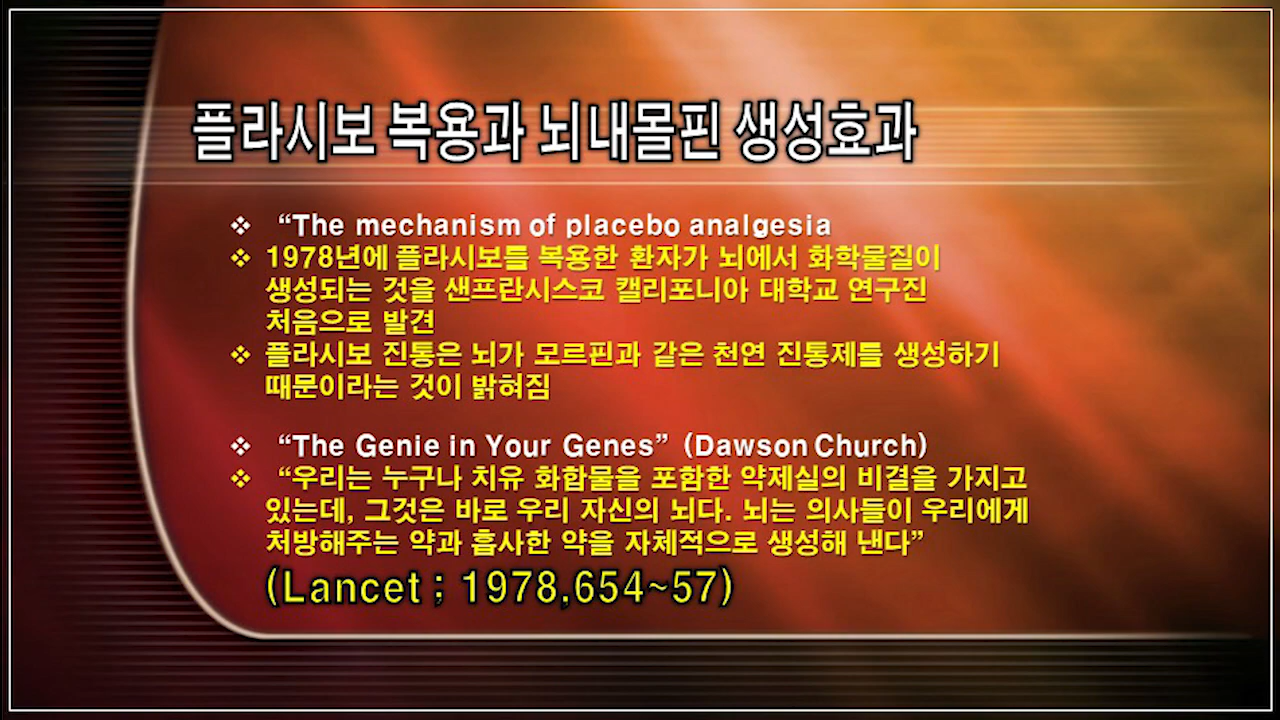 플라시보 복용과 뇌내몰핀 생성효과
❖ “The mechanism of placebo analgesia
❖ 1978년에 플라시보를 복용한 환자가 뇌에서 화학물질이
생성되는 것을 샌프란시스코 캘리포니아 대학교 연구진
처음으로 발견
❖ 플라시보 진통은 뇌가 모르핀과 같은 천연 진통제를 생성하기
때문이라는 것이 밝혀짐
❖ “The Genie in Your Genes” (Dawson Church)
❖ “우리는 누구나 치유 화합물을 포함한 약제실의 비결을 가지고
있는데, 그것은 바로 우리 자신의 뇌다. 뇌는 의사들이 우리에게
처방해주는 약과 흡사한 약을 자체적으로 생성해 낸다”
(Lancet ; 1978,654~57)